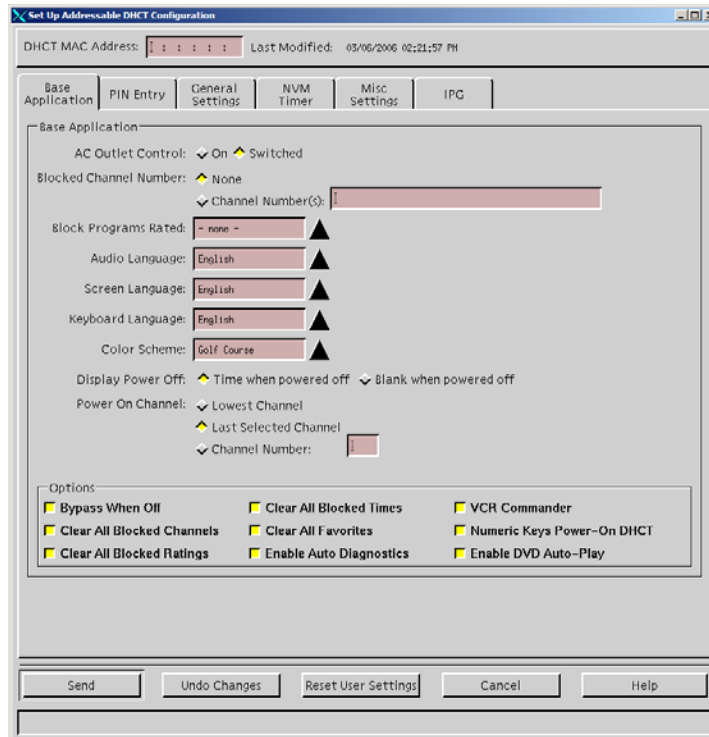 Set Up Addressable DHCT Configuration
DHCT MAC Address: : : : : : Last Modified: 03/06/2006 02:21:57 PM
Base Application PIN Entry General Settings NVM Timer Misc Settings IPG
Base Application
AC Outlet Control: On Switched
Blocked Channel Number: None
Channel Number(s):
Block Programs Rated: - none -
Audio Language: English
Screen Language: English
Keyboard Language: English
Color Scheme: Golf Course
Display Power Off: Time when powered off Blank when powered off
Power On Channel: Lowest Channel
Last Selected Channel
Channel Number:
Options
Bypass When Off Clear All Blocked Times VCR Commander
Clear All Blocked Channels Clear All Favorites Numeric Keys Power-On DHCT
Clear All Blocked Ratings Enable Auto Diagnostics Enable DVD Auto-Play
Send Undo Changes Reset User Settings Cancel Help